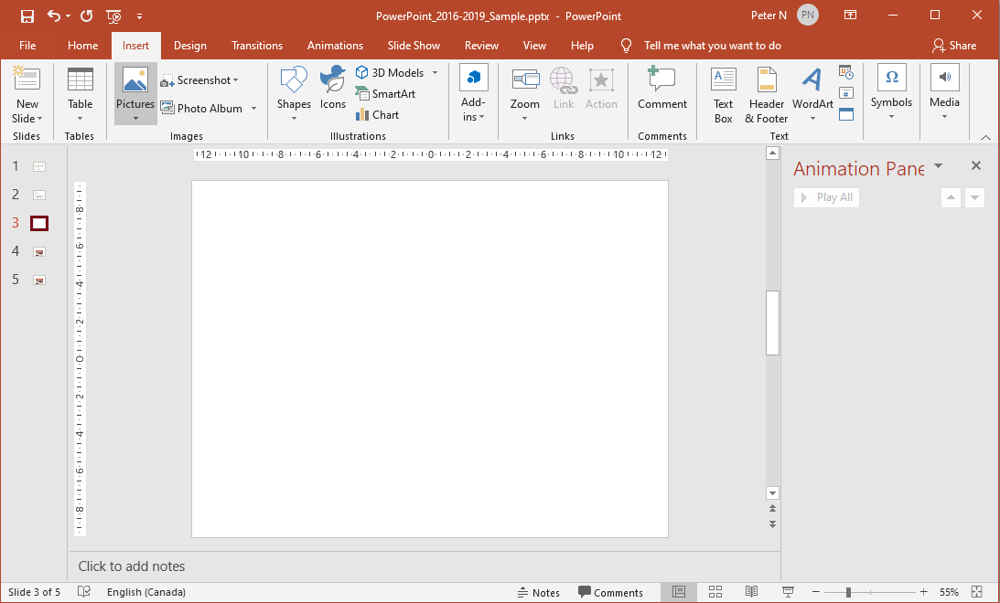 PowerPoint_2016-2019_Sample.pptx - PowerPoint
Peter N PN
File Home Insert Design Transitions Animations Slide Show Review View Help Tell me what you want to do Share
New Slide
Table
Pictures
Screenshot
Photo Album
Shapes
Icons
3D Models
SmartArt
Chart
Add-ins
Zoom
Link
Action
Comment
Text Box
Header & Footer
WordArt
Ω
Symbols
Media
Slides Tables Images Illustrations Links Comments Text
12 10 8 6 4 2 0 2 4 6 8 10 12
1
2
3
4
5
8
6
4
2
0
2
4
6
8
Animation Pane
Play All
Click to add notes
Slide 3 of 5 English (Canada) Notes Comments 55%